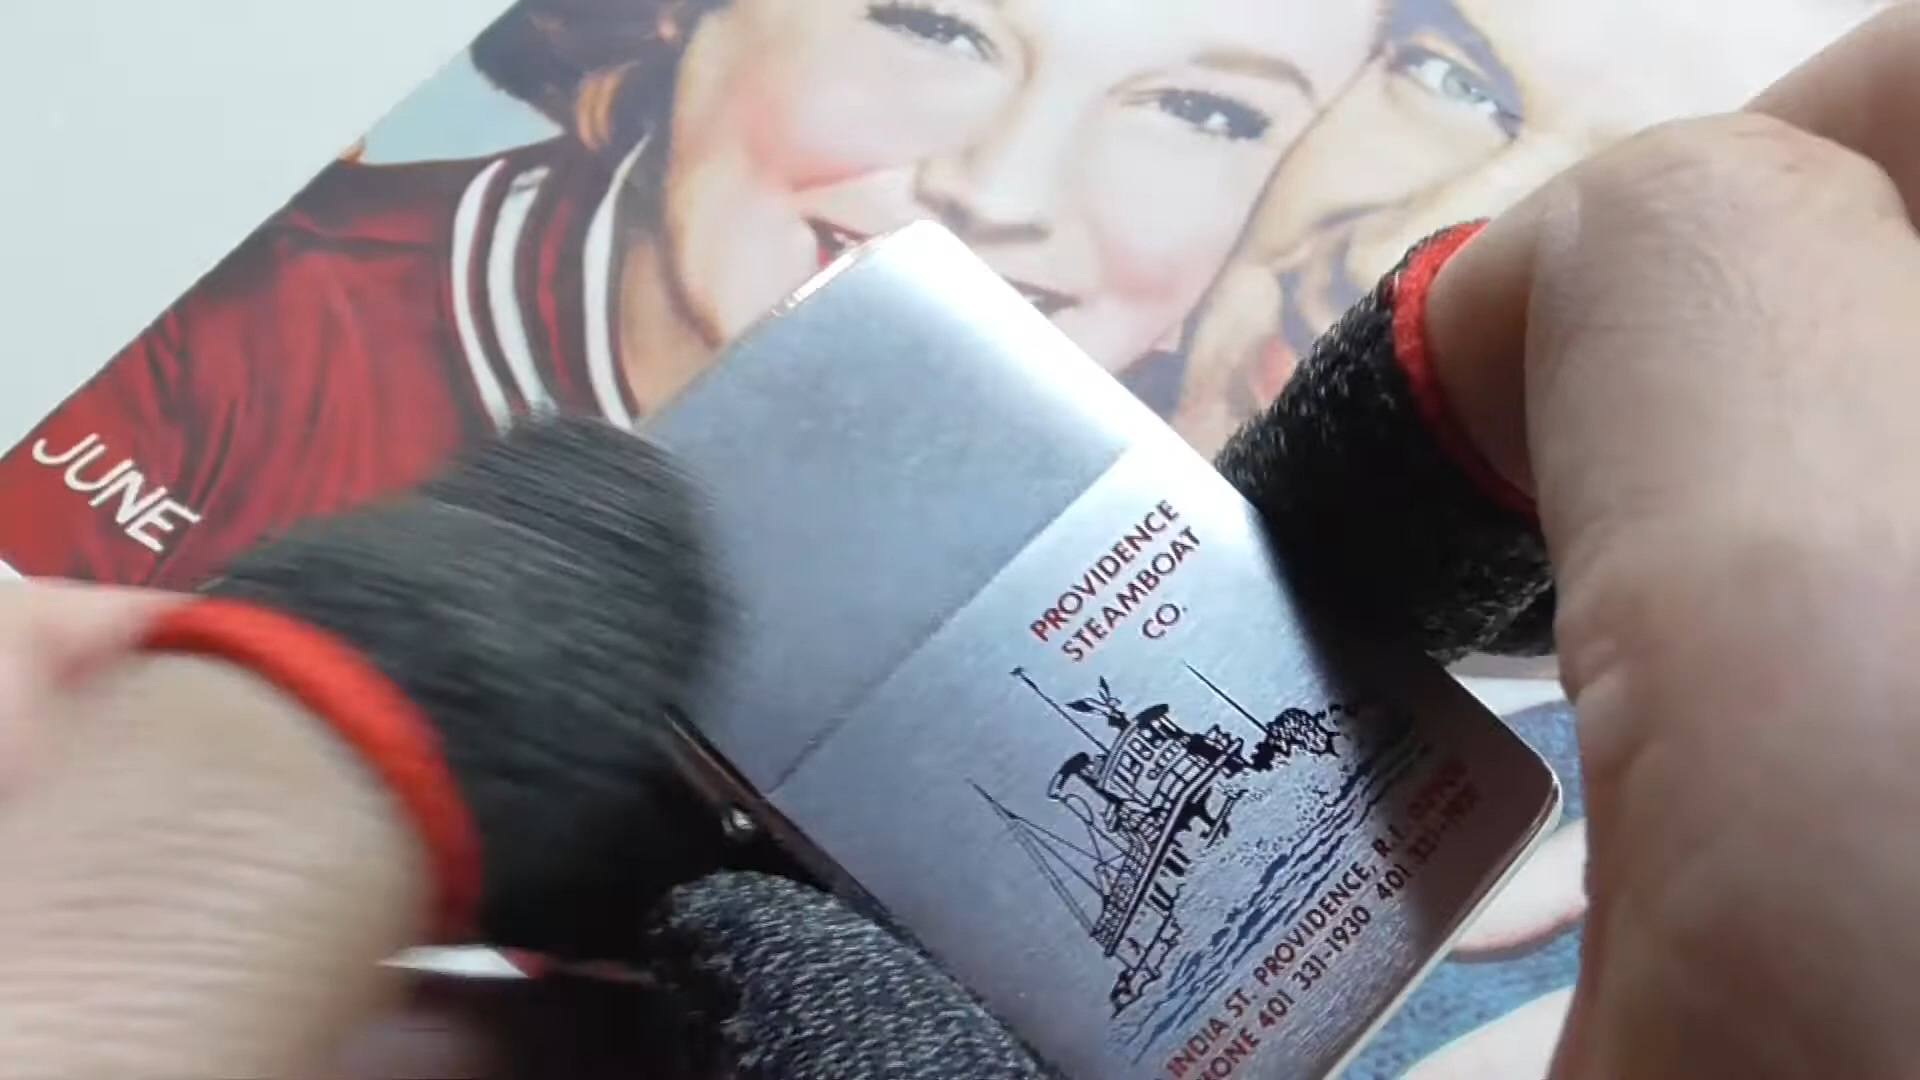 JUNE
PROVIDENCE
STEAMBOAT
CO.
INDIA ST. PROVIDENCE, R.I.
401 331-1930 401